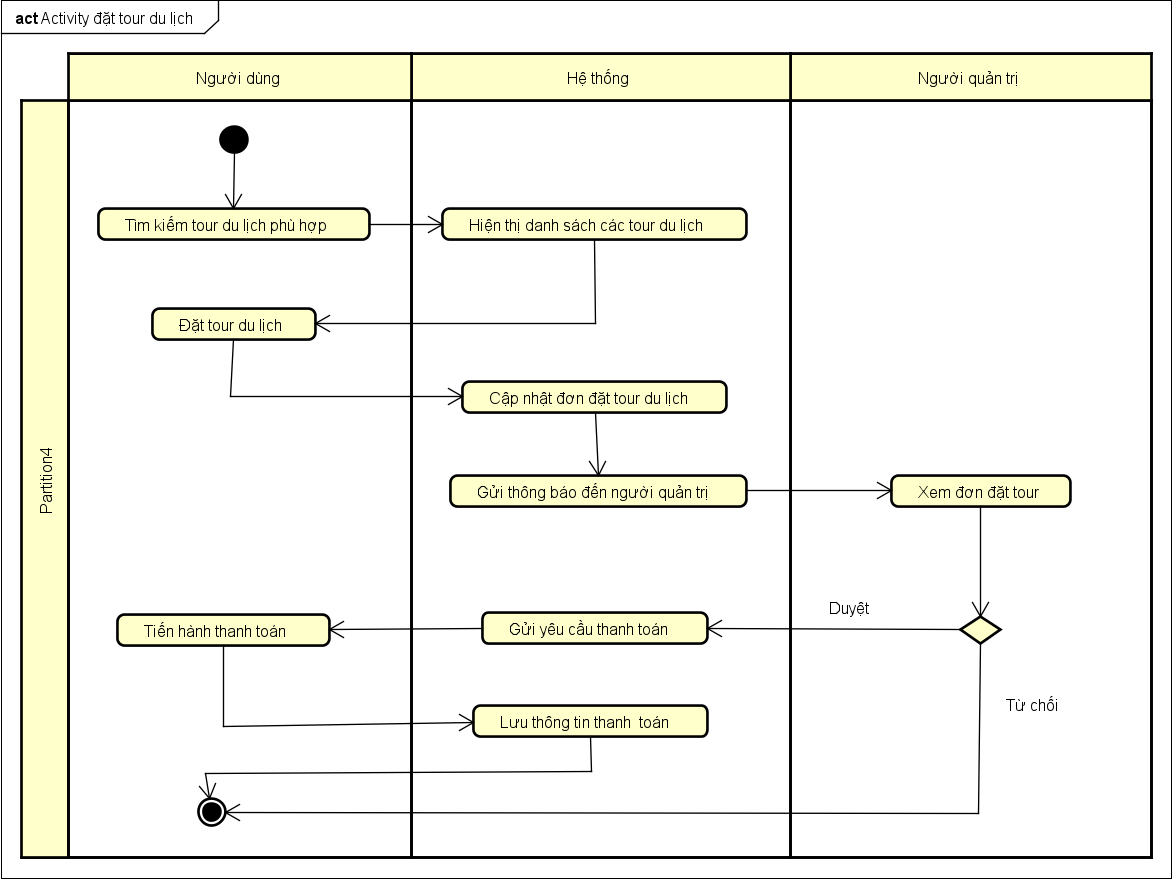 act Activity đặt tour du lịch
Người dùng
Hệ thống
Người quản trị
Partition4
Tìm kiếm tour du lịch phù hợp
Hiện thị danh sách các tour du lịch
Đặt tour du lịch
Cập nhật đơn đặt tour du lịch
Gửi thông báo đến người quản trị
Xem đơn đặt tour
Duyệt
Tiến hành thanh toán
Gửi yêu cầu thanh toán
Từ chối
Lưu thông tin thanh  toán